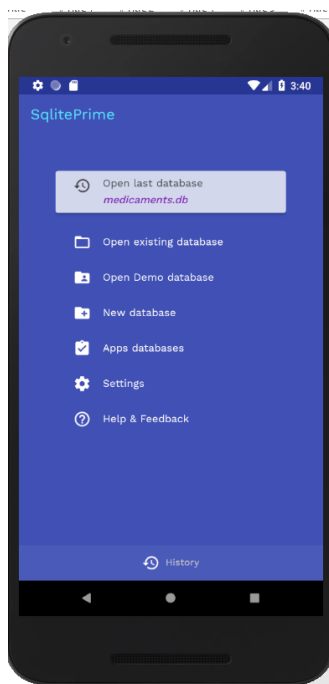 3:40
SqlitePrime
Open last database
medicaments.db
Open existing database
Open Demo database
New database
Apps databases
Settings
Help & Feedback
History